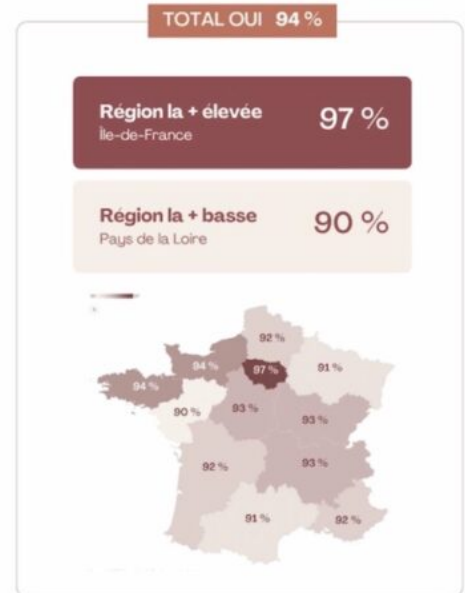 TOTAL OUI 94 %
Région la + élevée
Île-de-France
97 %
Région la + basse
Pays de la Loire
90 %
92 %
94 %
97 %
91 %
94 %
90 %
93 %
93 %
92 %
93 %
91 %
92 %